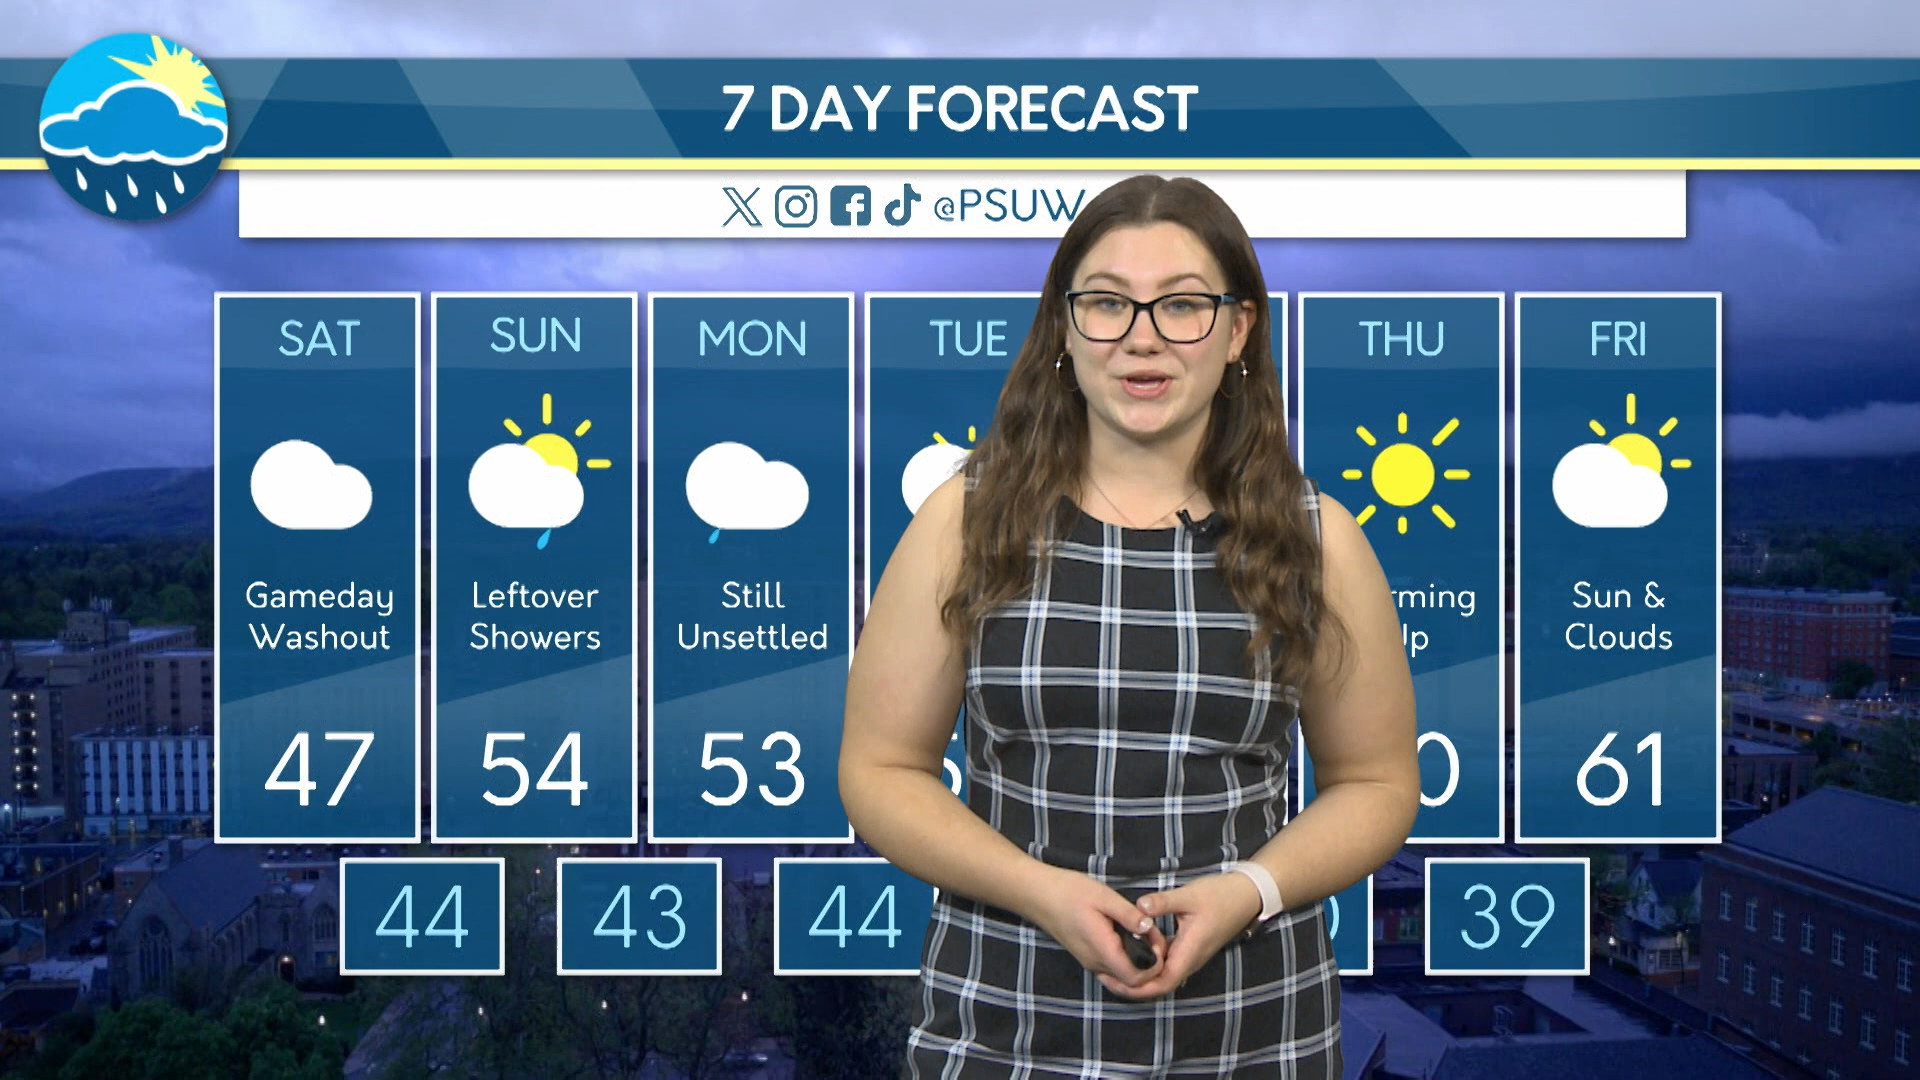 7 DAY FORECAST
@PSUW
SAT
SUN
MON
TUE
THU
FRI
Gameday
Washout
Leftover
Showers
Still
Unsettled
Sun &
Clouds
47
54
53
61
44
43
44
39